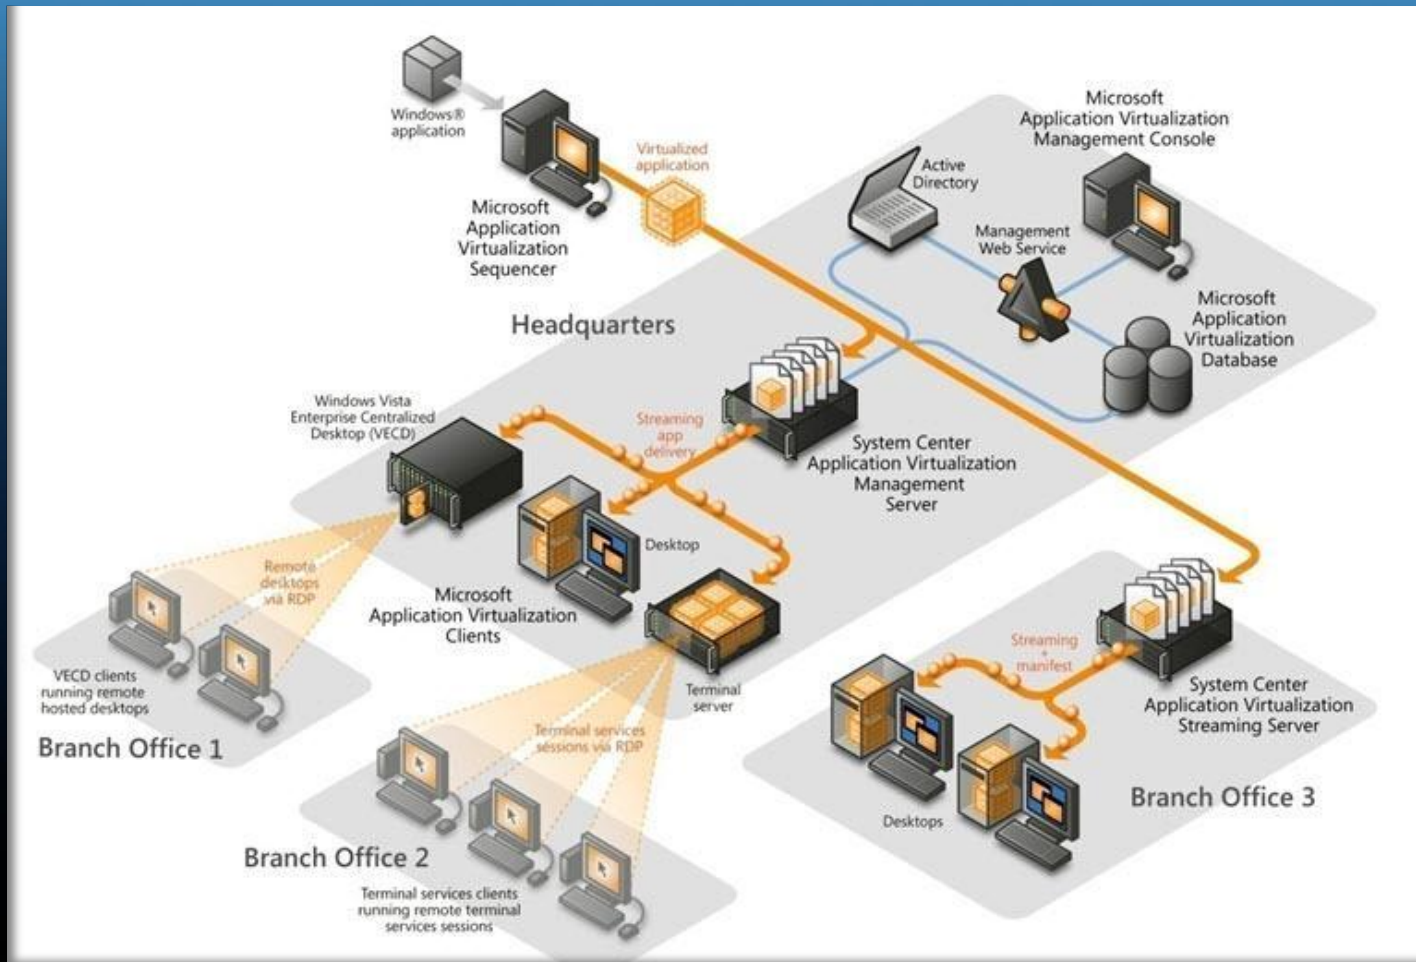 Windows®
application
Microsoft
Application
Virtualization
Sequencer
Virtualized
application
Active
Directory
Microsoft
Application Virtualization
Management Console
Management
Web Service
Microsoft
Application
Virtualization
Database
Headquarters
Windows Vista
Enterprise Centralized
Desktop (VECD)
Streaming
app
delivery
System Center
Application Virtualization
Management
Server
Desktop
Microsoft
Application Virtualization
Clients
Terminal
server
Remote
desktops
via RDP
VECD clients
running remote
hosted desktops
Branch Office 1
Terminal services
sessions via RDP
Branch Office 2
Terminal services clients
running remote terminal
services sessions
Streaming
+
manifest
System Center
Application Virtualization
Streaming Server
Desktops
Branch Office 3